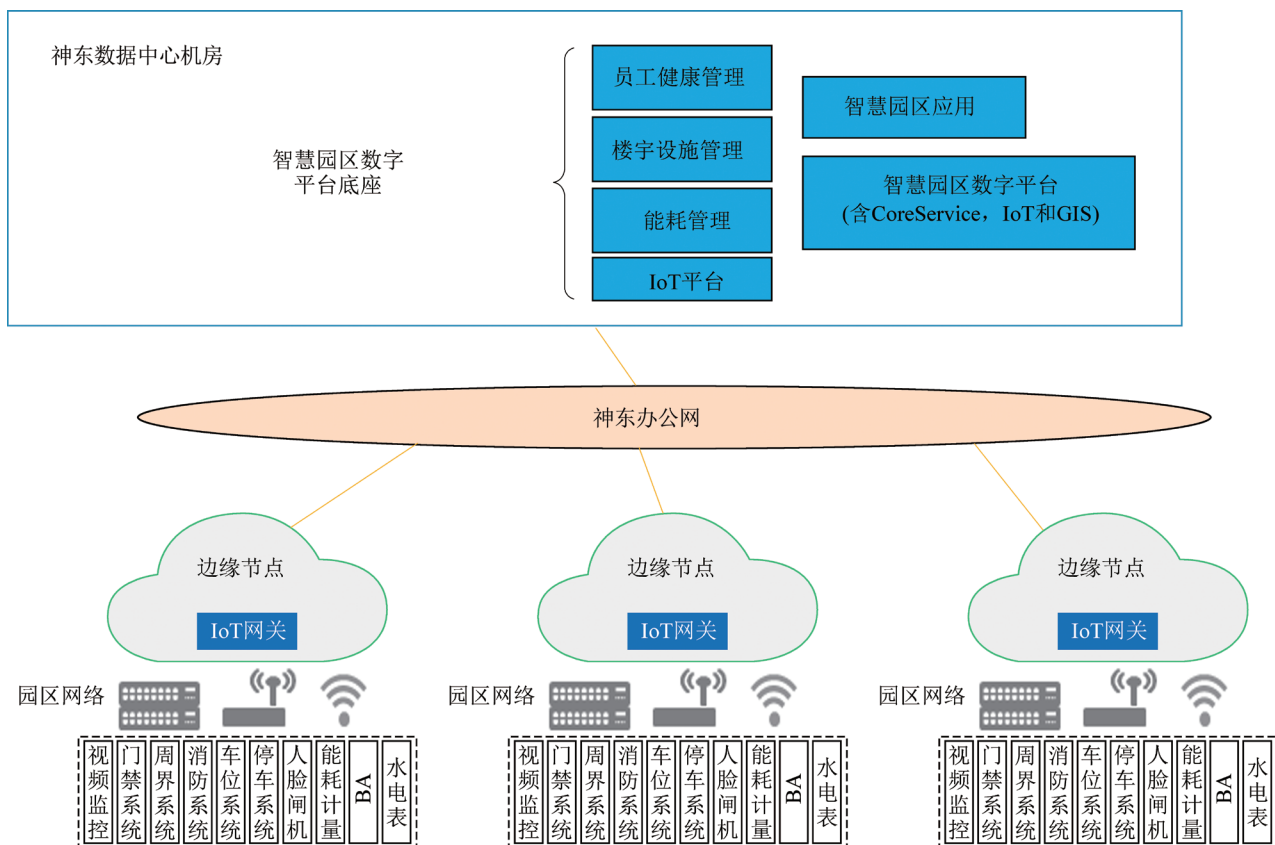 神东数据中心机房
智慧园区数字
平台底座
员工健康管理
楼宇设施管理
能耗管理
IoT平台
智慧园区应用
智慧园区数字平台
(含CoreService，IoT和GIS)
神东办公网
边缘节点
IoT网关
边缘节点
IoT网关
边缘节点
IoT网关
园区网络
视频监控
门禁系统
周界系统
消防系统
车位系统
停车系统
人脸闸机
能耗计量
BA
水电表
园区网络
视频监控
门禁系统
周界系统
消防系统
车位系统
停车系统
人脸闸机
能耗计量
BA
水电表
园区网络
视频监控
门禁系统
周界系统
消防系统
车位系统
停车系统
人脸闸机
能耗计量
BA
水电表